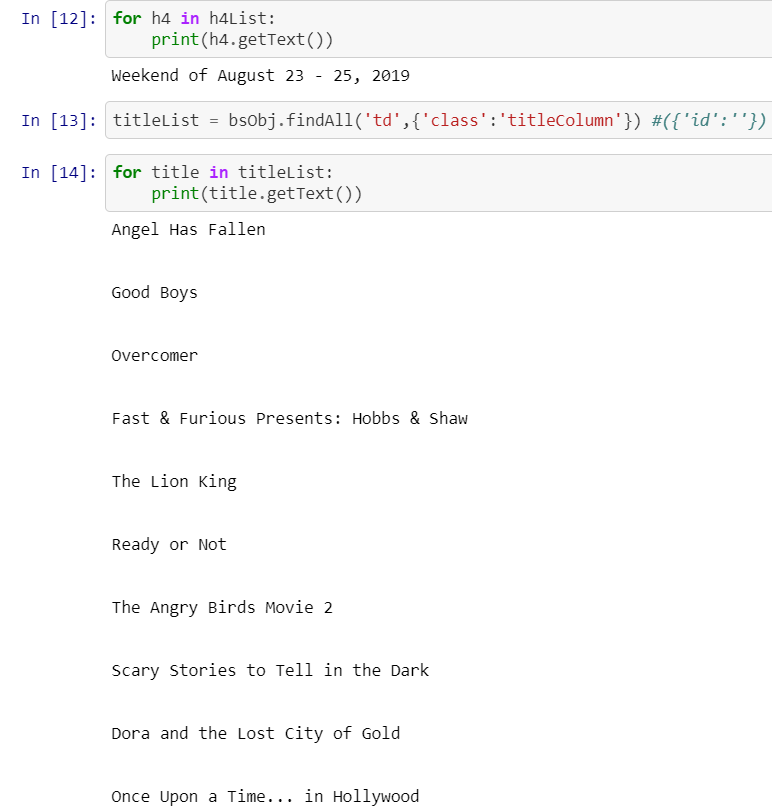 In [12]: for h4 in h4List:
    print(h4.getText())
Weekend of August 23 - 25, 2019
In [13]: titleList = bsObj.findAll('td',{'class':'titleColumn'}) #({'id':''})
In [14]: for title in titleList:
    print(title.getText())
Angel Has Fallen
Good Boys
Overcomer
Fast & Furious Presents: Hobbs & Shaw
The Lion King
Ready or Not
The Angry Birds Movie 2
Scary Stories to Tell in the Dark
Dora and the Lost City of Gold
Once Upon a Time... in Hollywood